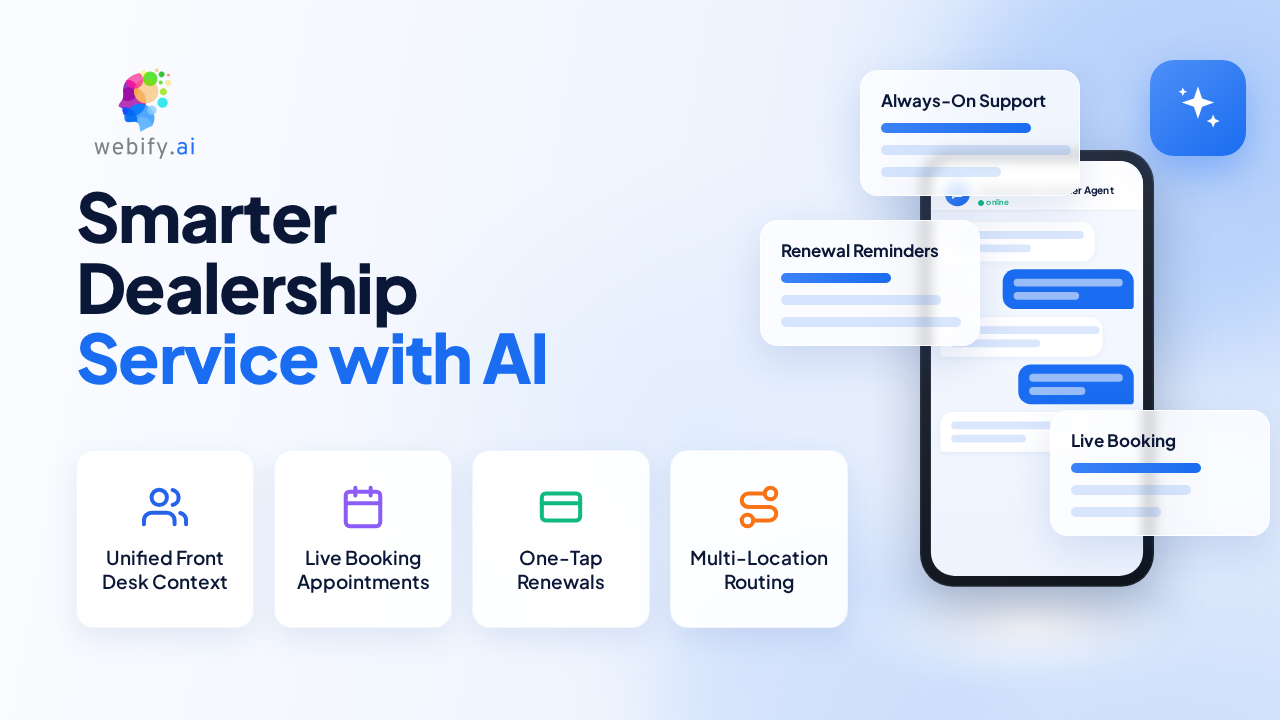 webify.ai
Smarter
Dealership
Service with AI
Unified Front
Desk Context
Live Booking
Appointments
One-Tap
Renewals
Multi-Location
Routing
Always-On Support
Agent
online
Renewal Reminders
Live Booking